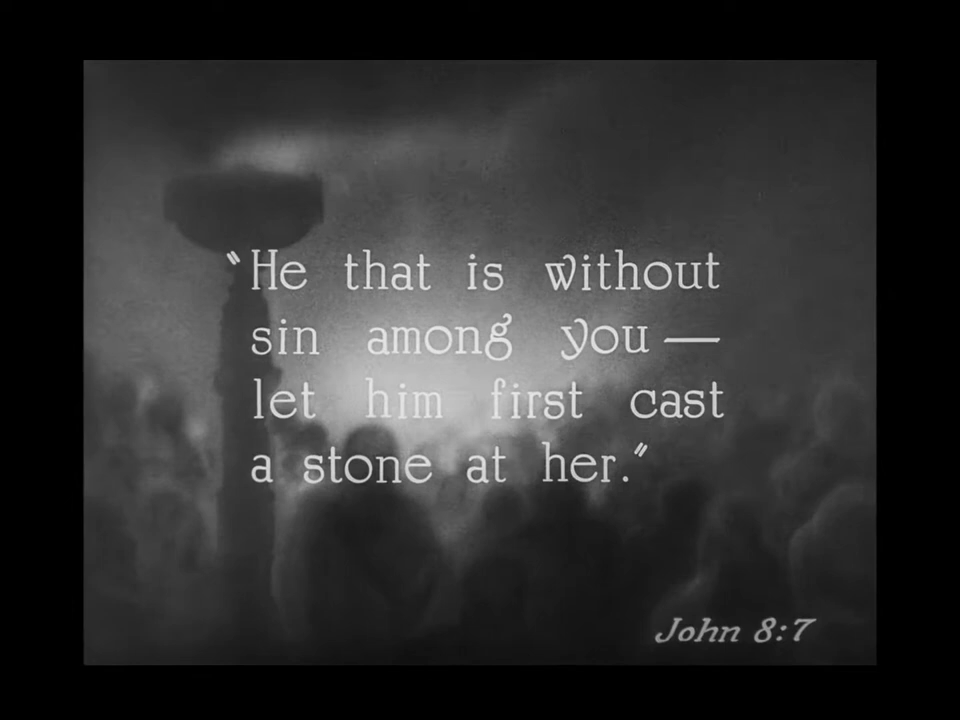 "He that is without
sin among you —
let him first cast
a stone at her."
John 8:7